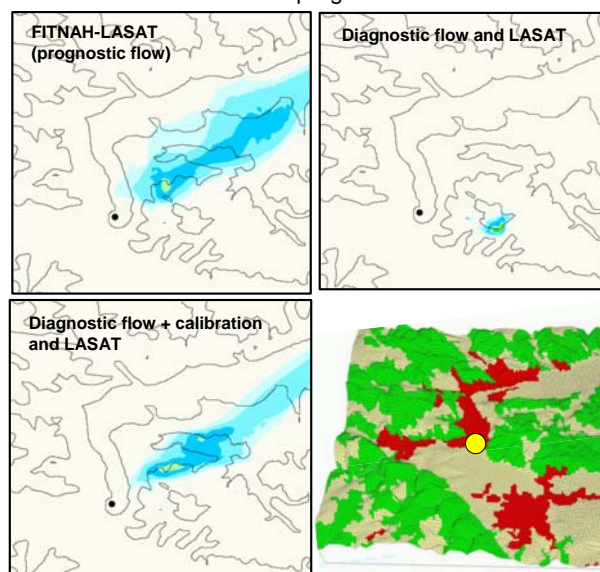 FITNAH-LASAT
(prognostic flow)
Diagnostic flow and LASAT
Diagnostic flow + calibration
and LASAT